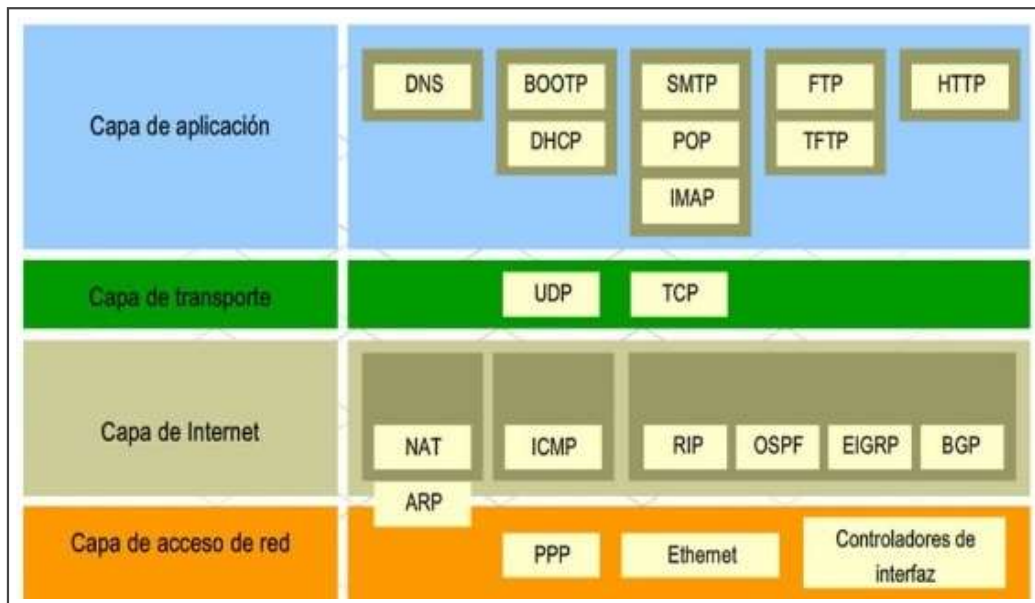 Capa de aplicación
DNS
BOOTP
DHCP
SMTP
POP
IMAP
FTP
TFTP
HTTP
Capa de transporte
UDP
TCP
Capa de Internet
NAT
ICMP
RIP
OSPF
EIGRP
BGP
ARP
Capa de acceso de red
PPP
Ethernet
Controladores de
interfaz